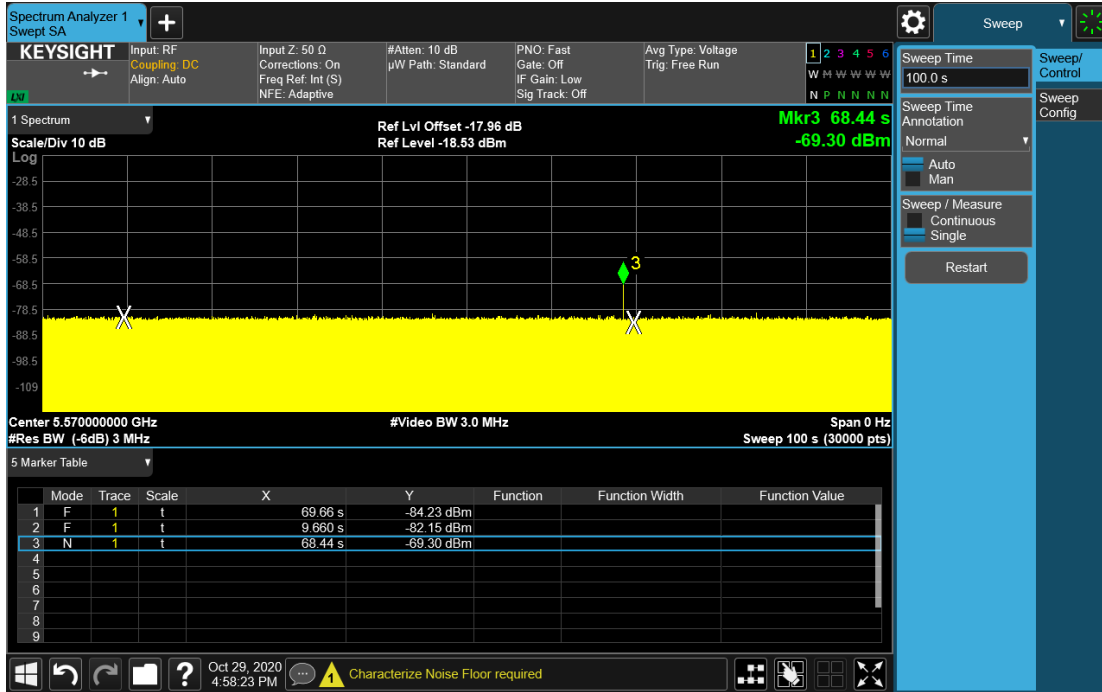 Spectrum Analyzer 1
Swept SA
Sweep
KEYSIGHT
LXI
Input: RF
Coupling: DC
Align: Auto
Input Z: 50 Ω
Corrections: On
Freq Ref: Int (S)
NFE: Adaptive
#Atten: 10 dB
µW Path: Standard
PNO: Fast
Gate: Off
IF Gain: Low
Sig Track: Off
Avg Type: Voltage
Trig: Free Run
1 2 3 4 5 6
W M W W W W
N P N N N N
1 Spectrum
Scale/Div 10 dB
Ref Lvl Offset -17.96 dB
Ref Level -18.53 dBm
Mkr3 68.44 s
-69.30 dBm
Log
-28.5
-38.5
-48.5
-58.5
-68.5
-78.5
-88.5
-98.5
-109
3
Center 5.570000000 GHz
#Video BW 3.0 MHz
Span 0 Hz
#Res BW (-6dB) 3 MHz
Sweep 100 s (30000 pts)
5 Marker Table
Mode Trace Scale X Y Function Function Width Function Value
1 F 1 t 69.66 s -84.23 dBm
2 F 1 t 9.660 s -82.15 dBm
3 N 1 t 68.44 s -69.30 dBm
4
5
6
7
8
9
Sweep Time
100.0 s
Sweep Time
Annotation
Normal
Auto
Man
Sweep / Measure
Continuous
Single
Restart
Sweep/
Control
Sweep
Config
?
Oct 29, 2020
4:58:23 PM
1
Characterize Noise Floor required